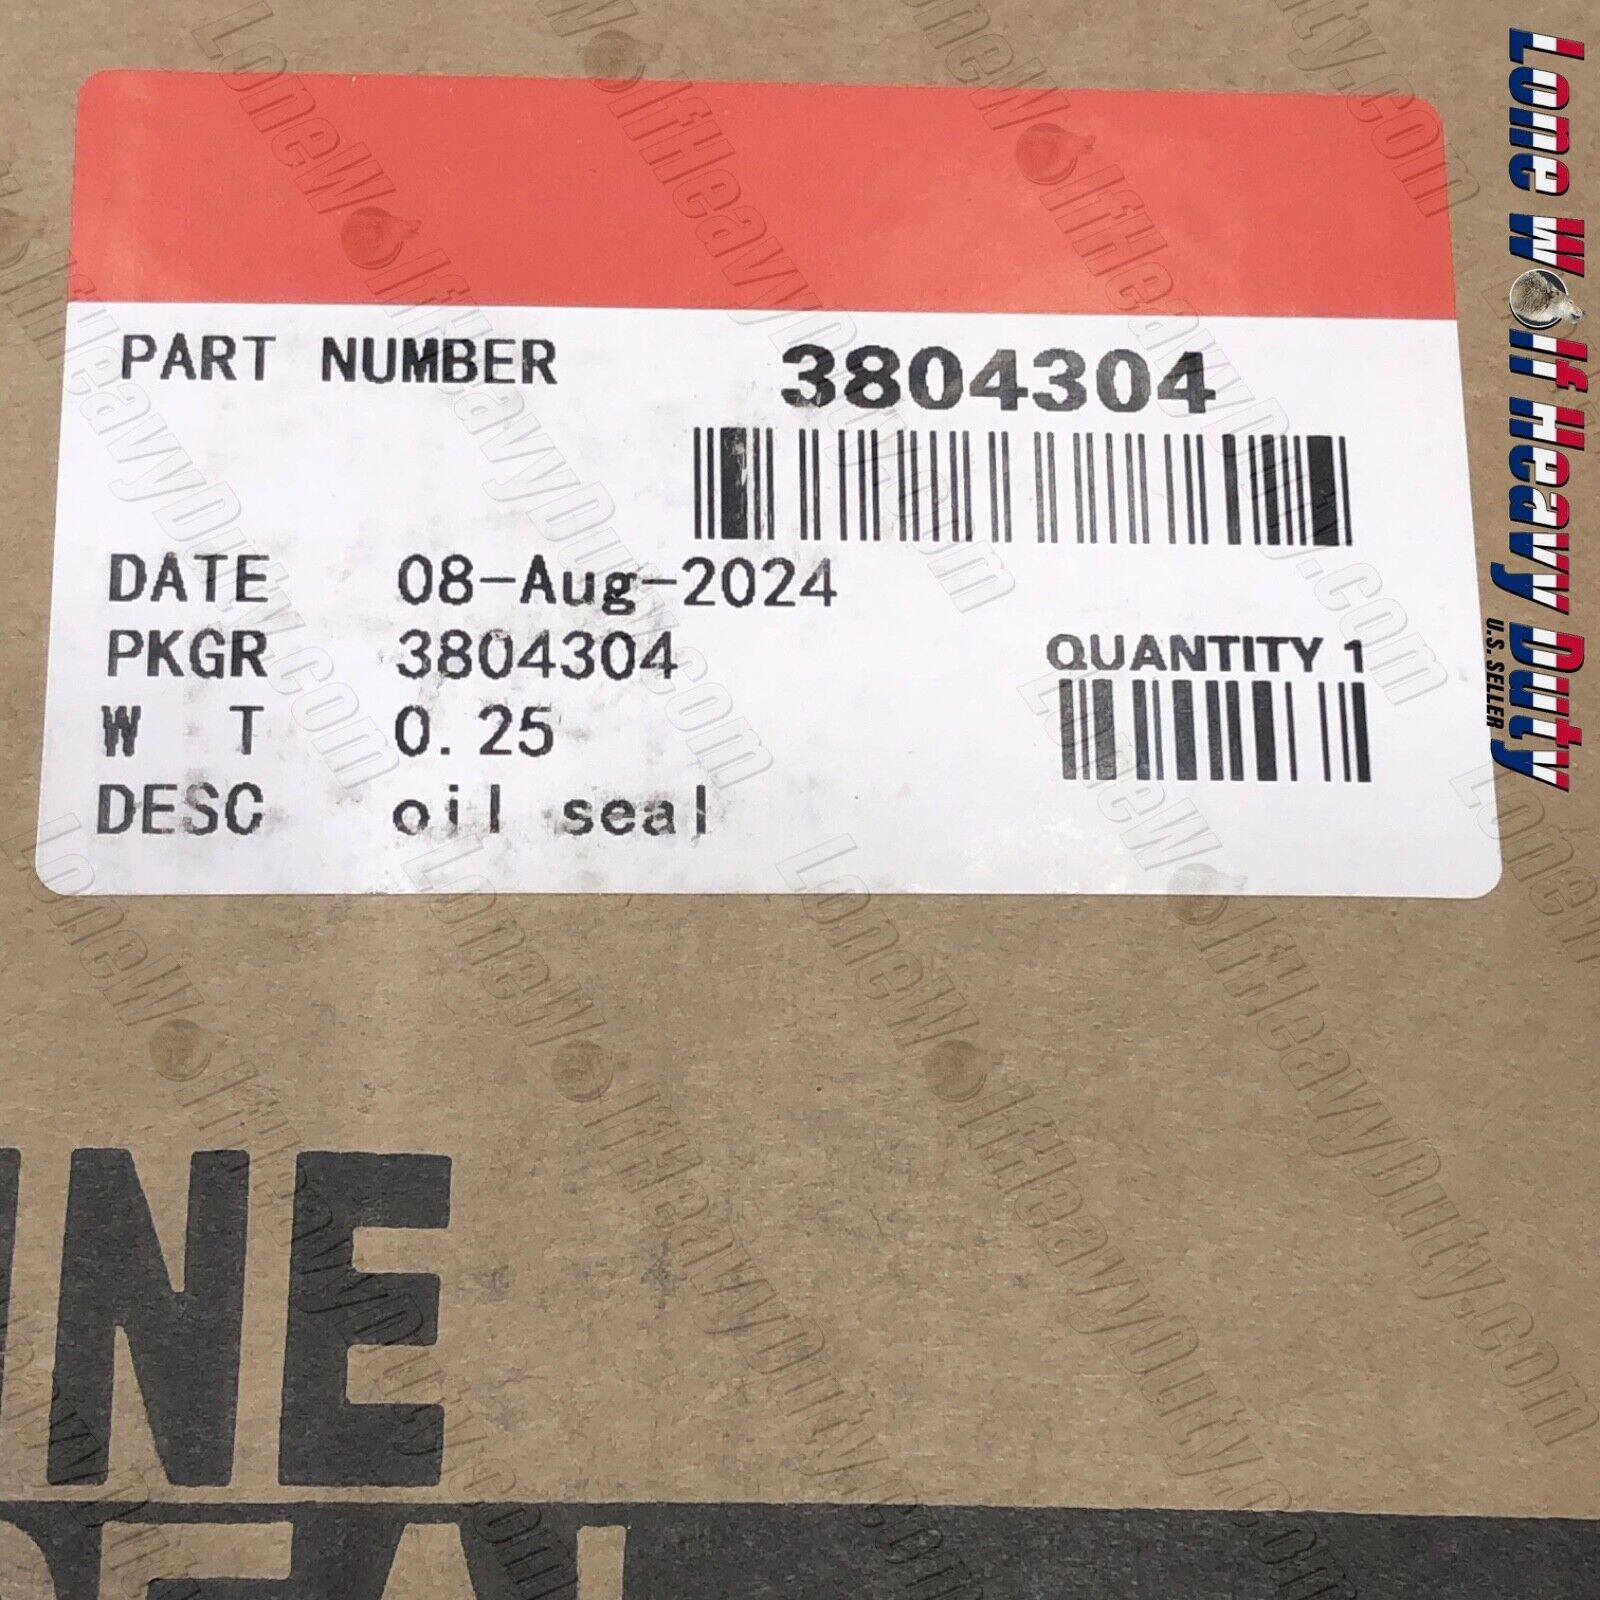 PART NUMBER 3804304
DATE 08-Aug-2024
PKGR 3804304
QUANTITY 1
W T 0.25
DESC oil seal
Lone Wolf Heavy Duty
U.S. SELLER
LoneWolfHeavyDuty.com
INE